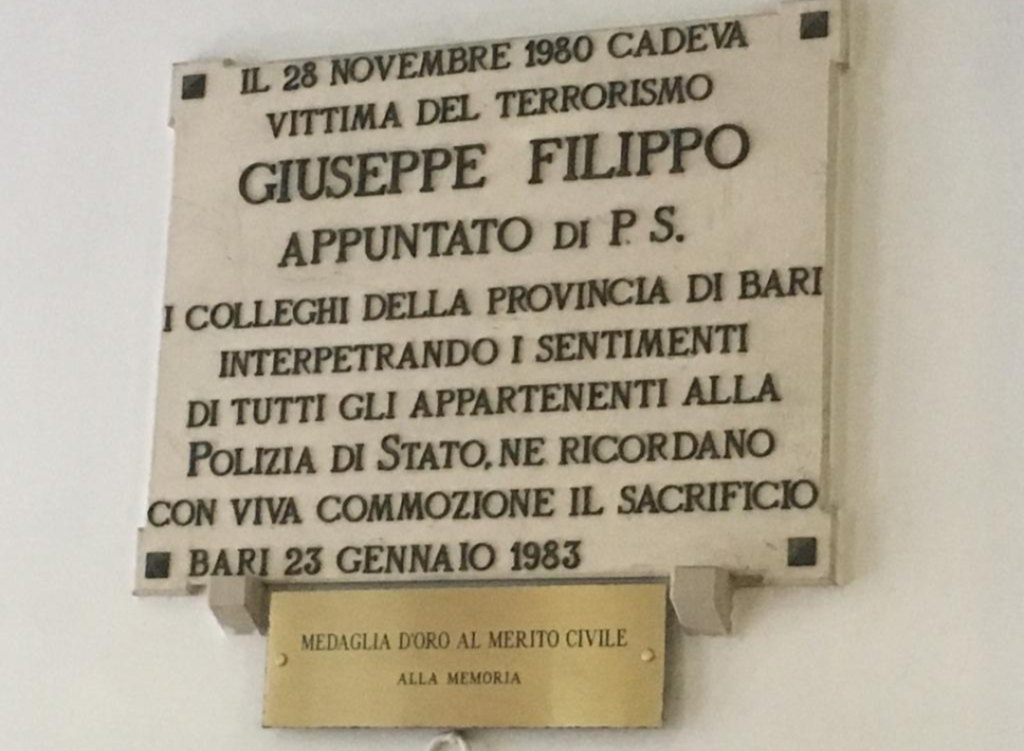 IL 28 NOVEMBRE 1980 CADEVA
VITTIMA DEL TERRORISMO
GIUSEPPE FILIPPO
APPUNTATO DI P. S.
I COLLEGHI DELLA PROVINCIA DI BARI
INTERPETRANDO I SENTIMENTI
DI TUTTI GLI APPARTENENTI ALLA
POLIZIA DI STATO, NE RICORDANO
CON VIVA COMMOZIONE IL SACRIFICIO
BARI 23 GENNAIO 1983
MEDAGLIA D'ORO AL MERITO CIVILE
ALLA MEMORIA